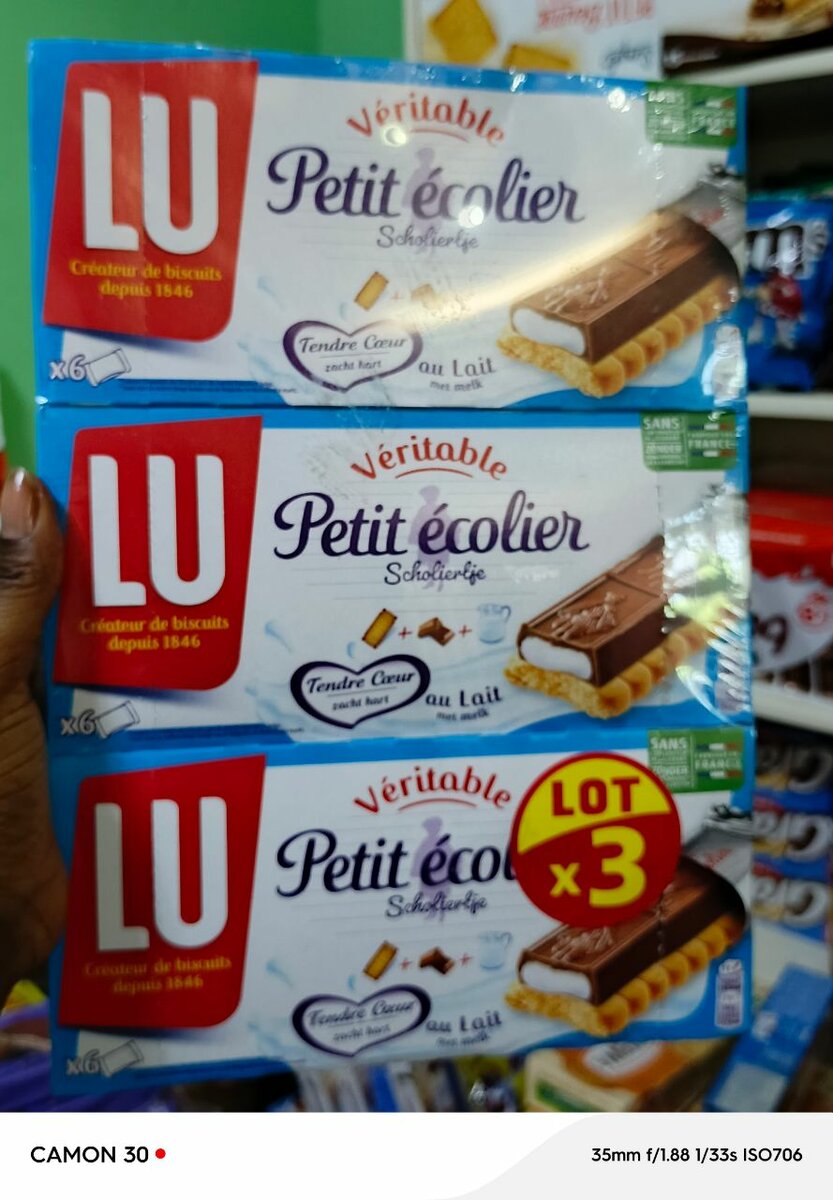 LU
Créateur de biscuits
depuis 1846
Véritable
Petit écolier
Scholiertje
Tendre Cœur
zacht hart
au Lait
met melk
x6
LU
Créateur de biscuits
depuis 1846
Véritable
Petit écolier
Scholiertje
SANS
ZONDER
FRANCE
Tendre Cœur
zacht hart
au Lait
met melk
x6
LU
Créateur de biscuits
depuis 1846
Véritable
Petit écol
Scholiertje
SANS
FRANCE
LOT
x3
Tendre Cœur
zacht hart
au Lait
met melk
x6
CAMON 30
35mm f/1.88 1/33s ISO706